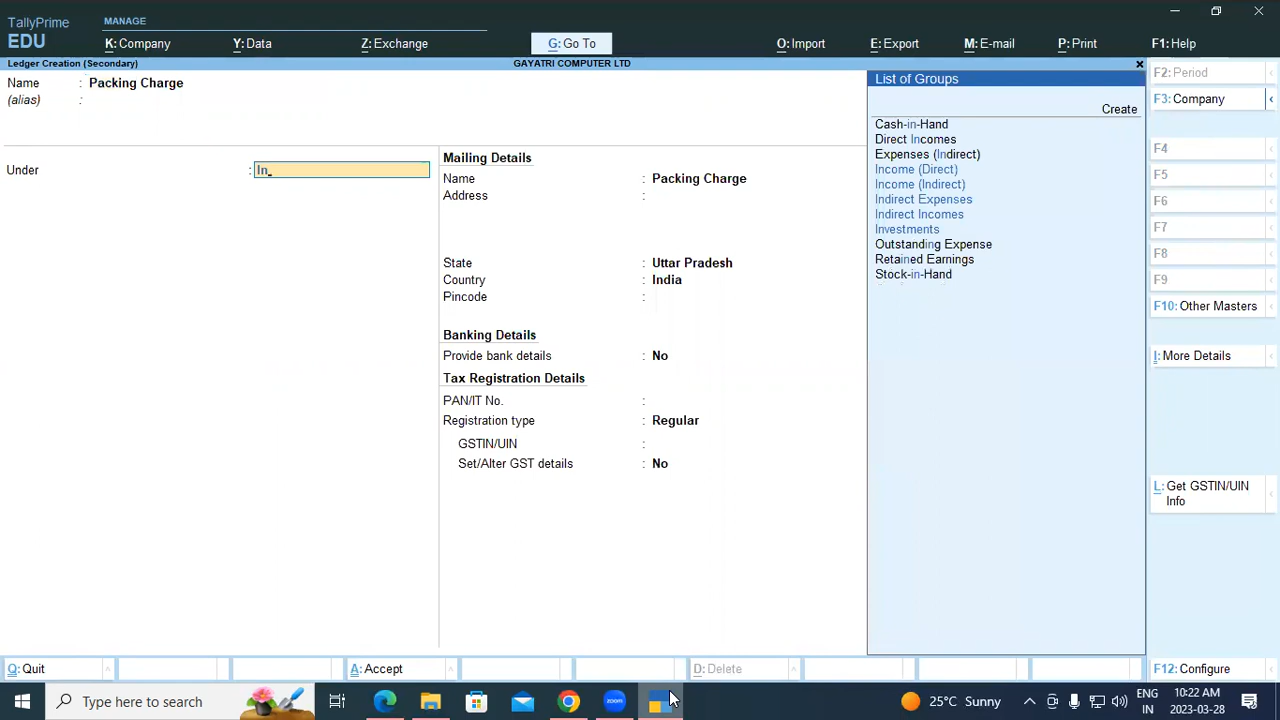 TallyPrime
EDU
MANAGE
K: Company Y: Data Z: Exchange G: Go To O: Import E: Export M: E-mail P: Print F1: Help
Ledger Creation (Secondary) GAYATRI COMPUTER LTD
Name : Packing Charge
(alias) :
Under : In
Mailing Details
Name : Packing Charge
Address :
State : Uttar Pradesh
Country : India
Pincode :
Banking Details
Provide bank details : No
Tax Registration Details
PAN/IT No. :
Registration type : Regular
GSTIN/UIN :
Set/Alter GST details : No
List of Groups
Create
Cash-in-Hand
Direct Incomes
Expenses (Indirect)
Income (Direct)
Income (Indirect)
Indirect Expenses
Indirect Incomes
Investments
Outstanding Expense
Retained Earnings
Stock-in-Hand
F2: Period
F3: Company
F4
F5
F6
F7
F8
F9
F10: Other Masters
I: More Details
L: Get GSTIN/UIN
Info
Q: Quit A: Accept D: Delete F12: Configure
Type here to search
zoom
25°C Sunny
ENG
IN
10:22 AM
2023-03-28